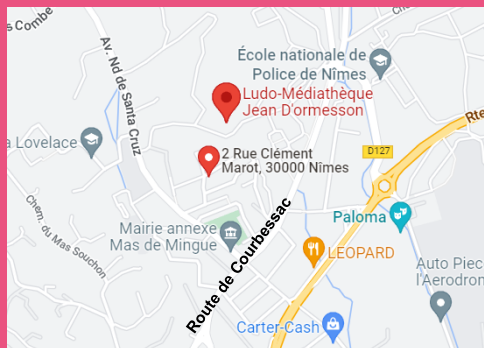 s Combe
Av. Nd de Santa Cruz
École nationale de
Police de Nîmes
Ludo-Médiathèque
Jean D'ormesson
Rte
a Lovelace
2 Rue Clément
Marot, 30000 Nîmes
D127
Chem. du Mas Souchon
Mairie annexe
Mas de Mingue
Route de Courbessac
Paloma
LEOPARD
Auto Piec
l'Aerodrom
Carter-Cash